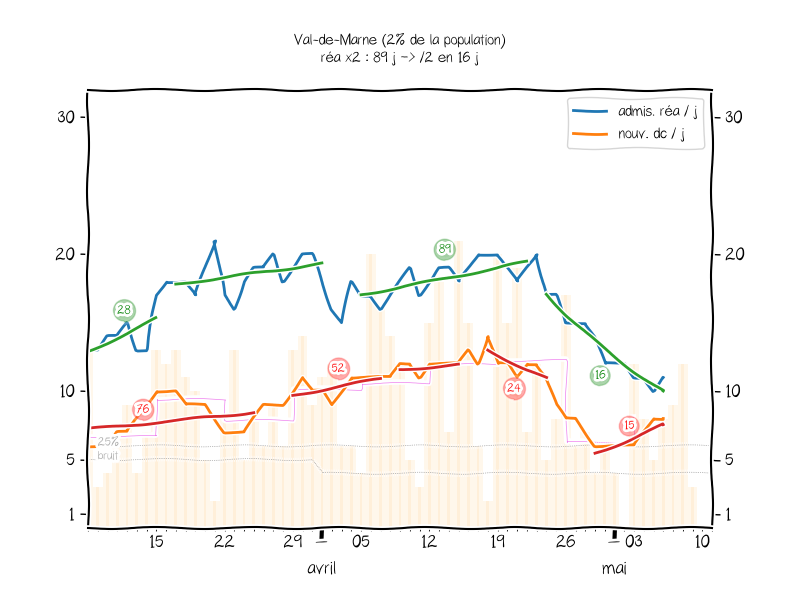 Val-de-Marne (2% de la population)
réa x2 : 89 j -> /2 en 16 j
admis. réa / j
nouv. dc / j
30
30
20
20
10
10
5
5
1
1
28
89
16
76
52
24
15
25%
bruit
15 22 29 05 12 19 26 03 10
avril mai